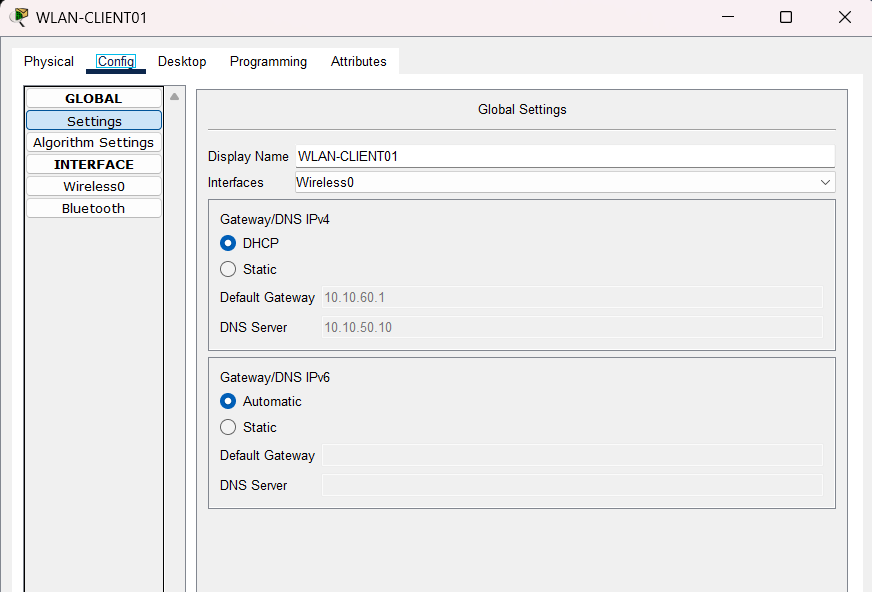 WLAN-CLIENT01
Physical Config Desktop Programming Attributes
GLOBAL
Settings
Algorithm Settings
INTERFACE
Wireless0
Bluetooth
Global Settings
Display Name WLAN-CLIENT01
Interfaces Wireless0
Gateway/DNS IPv4
DHCP
Static
Default Gateway 10.10.60.1
DNS Server 10.10.50.10
Gateway/DNS IPv6
Automatic
Static
Default Gateway
DNS Server